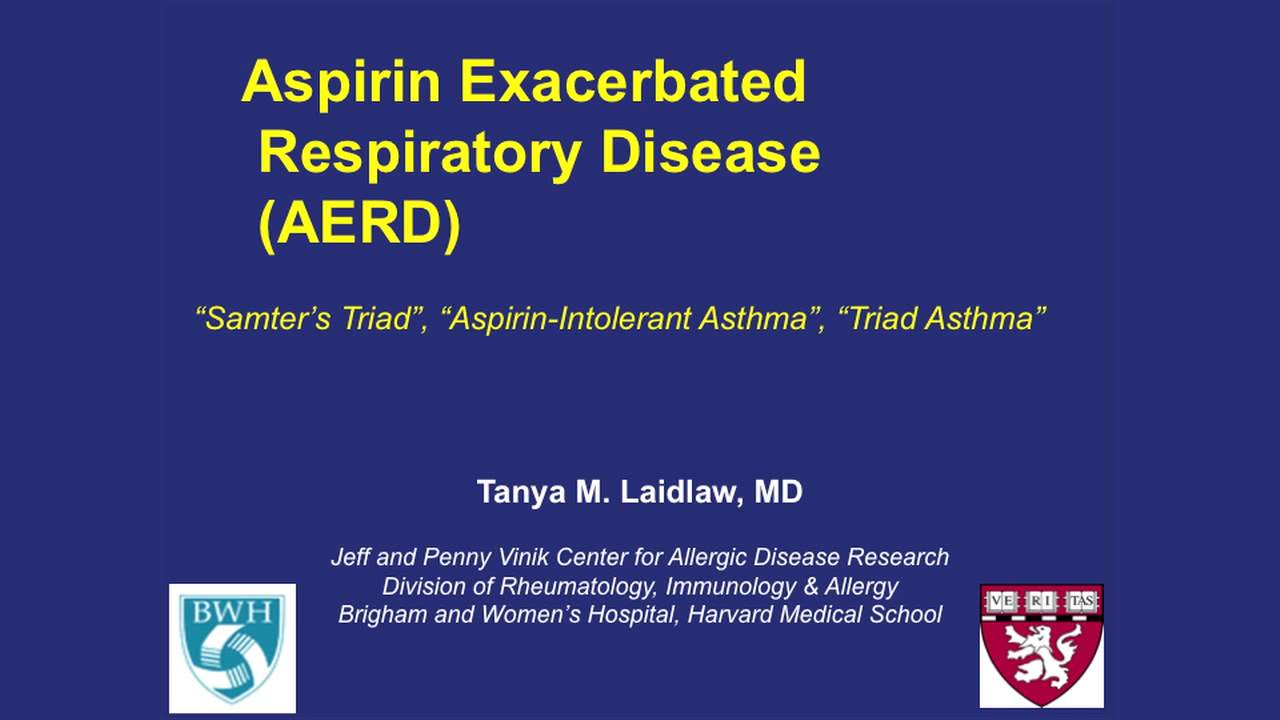 Aspirin Exacerbated
Respiratory Disease
(AERD)
“Samter’s Triad”, “Aspirin-Intolerant Asthma”, “Triad Asthma”
Tanya M. Laidlaw, MD
Jeff and Penny Vinik Center for Allergic Disease Research
Division of Rheumatology, Immunology & Allergy
Brigham and Women’s Hospital, Harvard Medical School
BWH
VE RI TAS